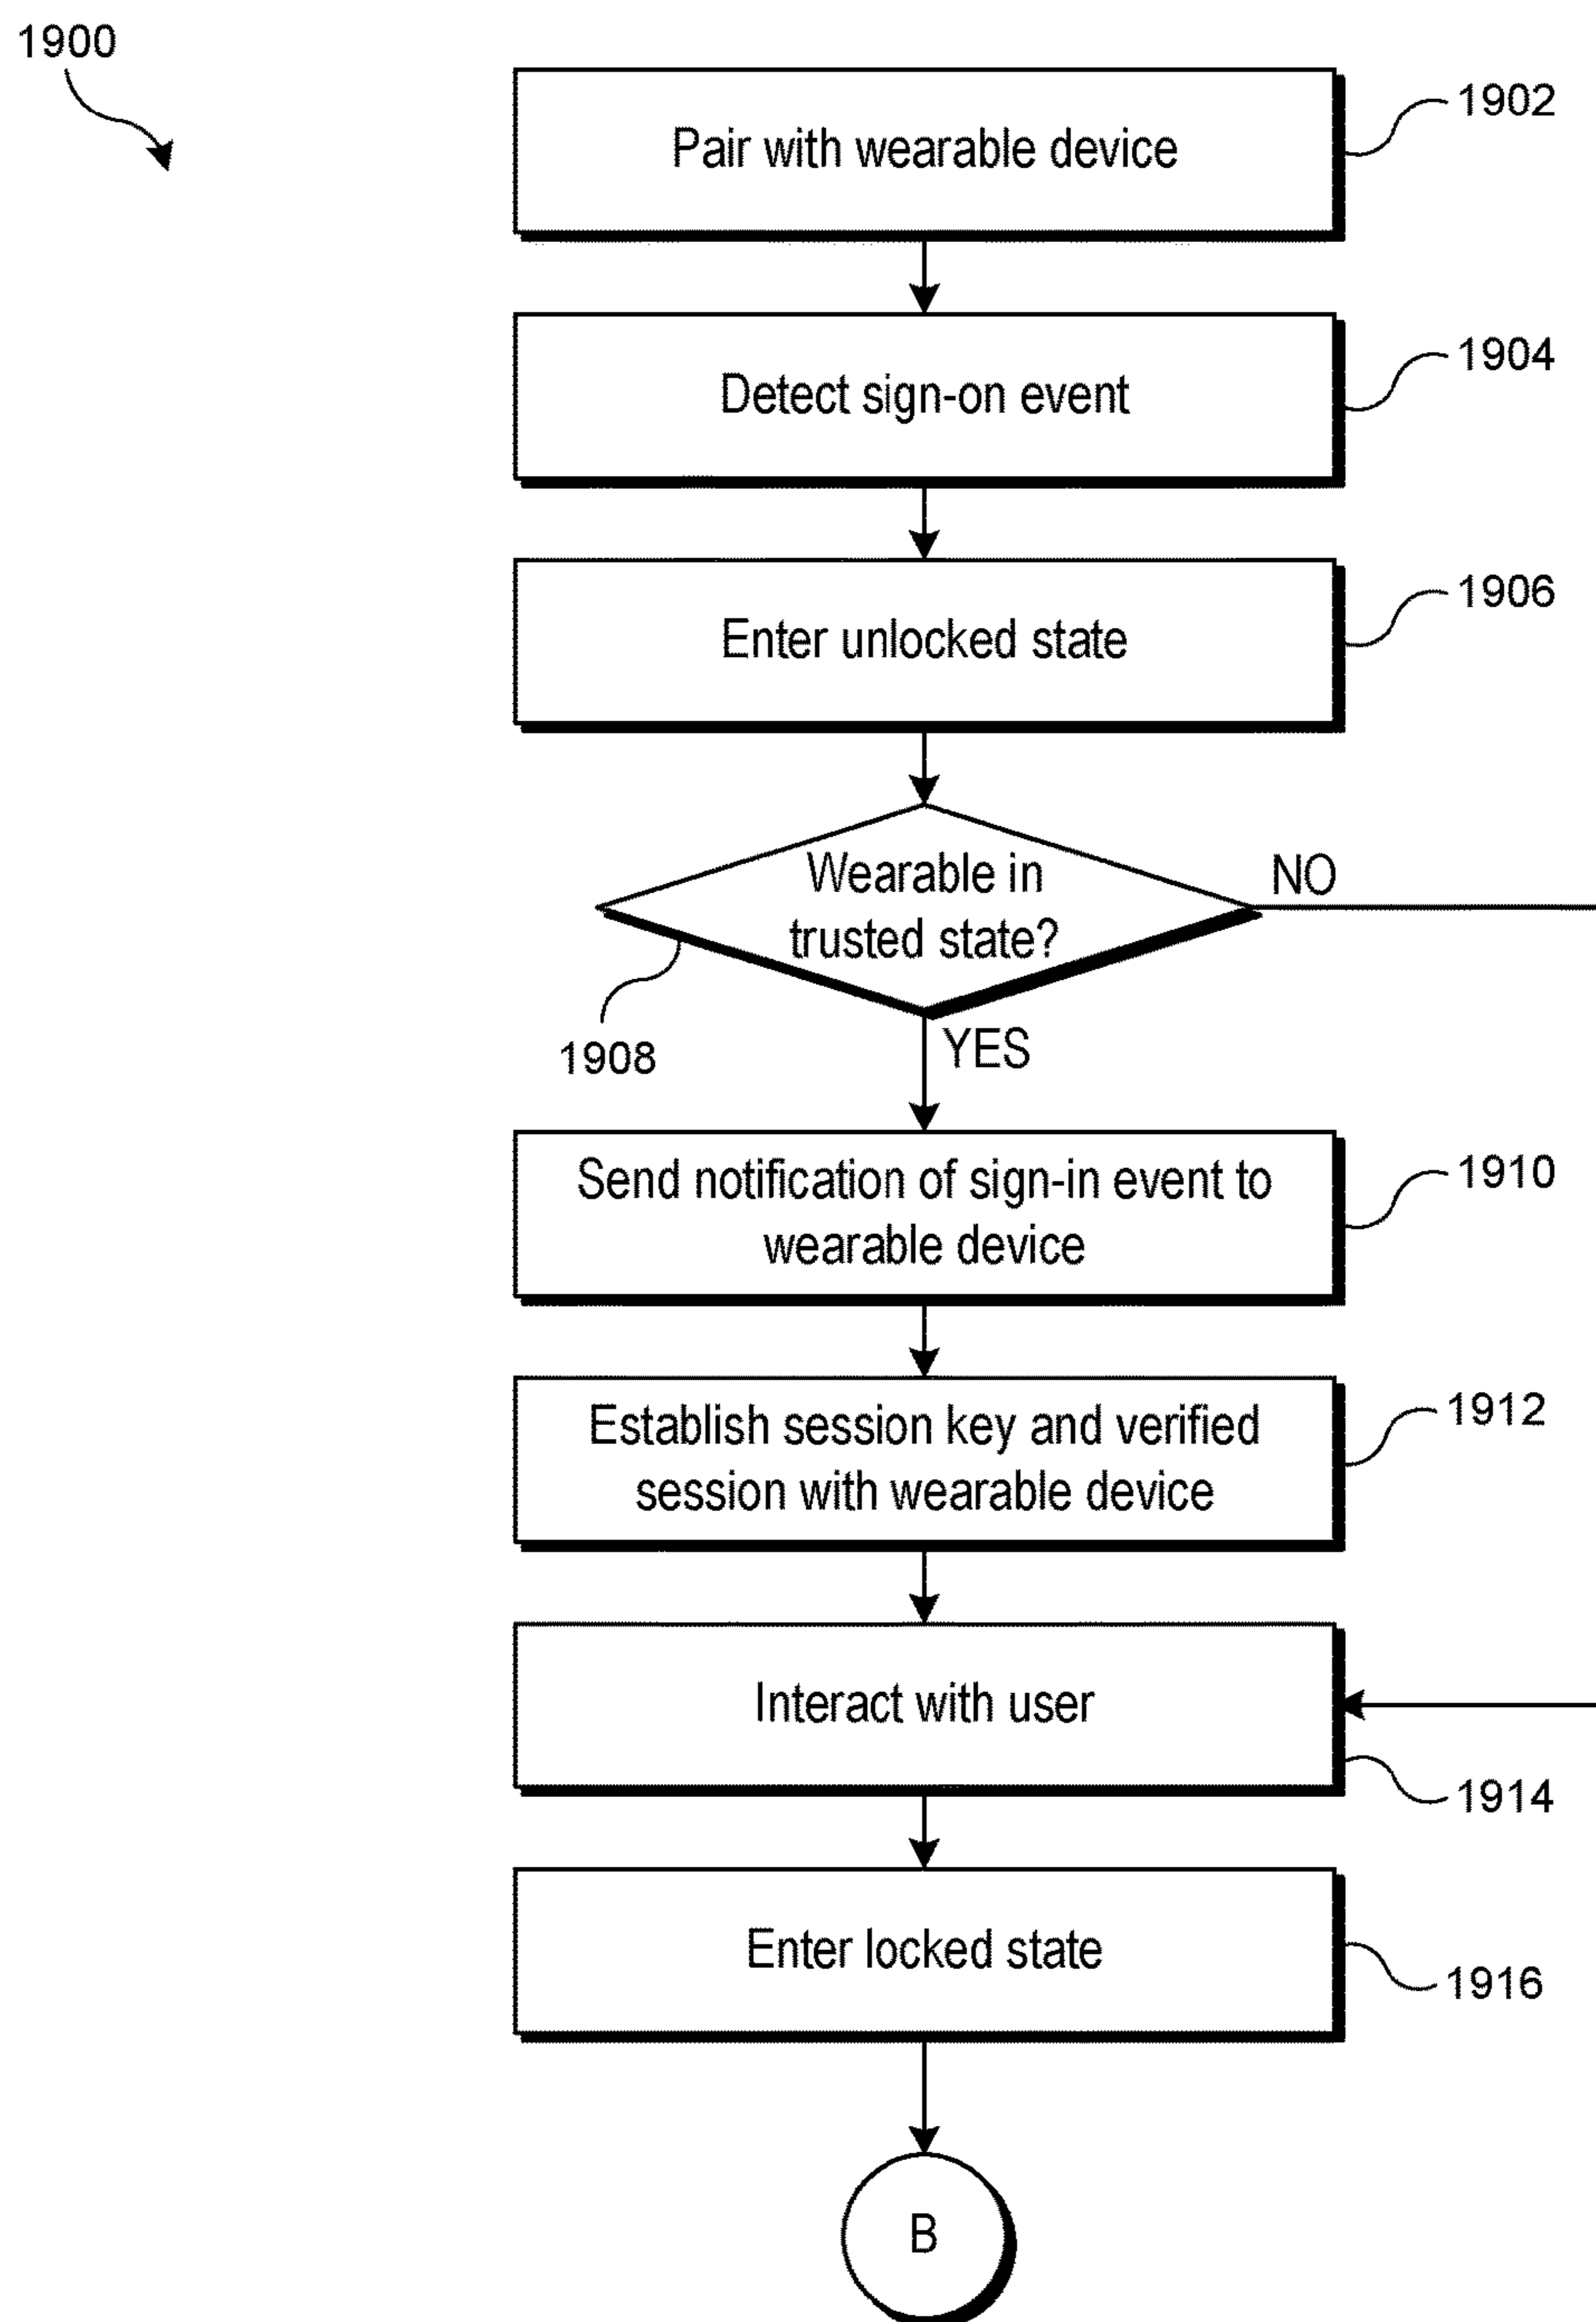 1900
Pair with wearable device
1902
Detect sign-on event
1904
Enter unlocked state
1906
Wearable in
trusted state?
NO
1908
YES
Send notification of sign-in event to
wearable device
1910
Establish session key and verified
session with wearable device
1912
Interact with user
1914
Enter locked state
1916
B